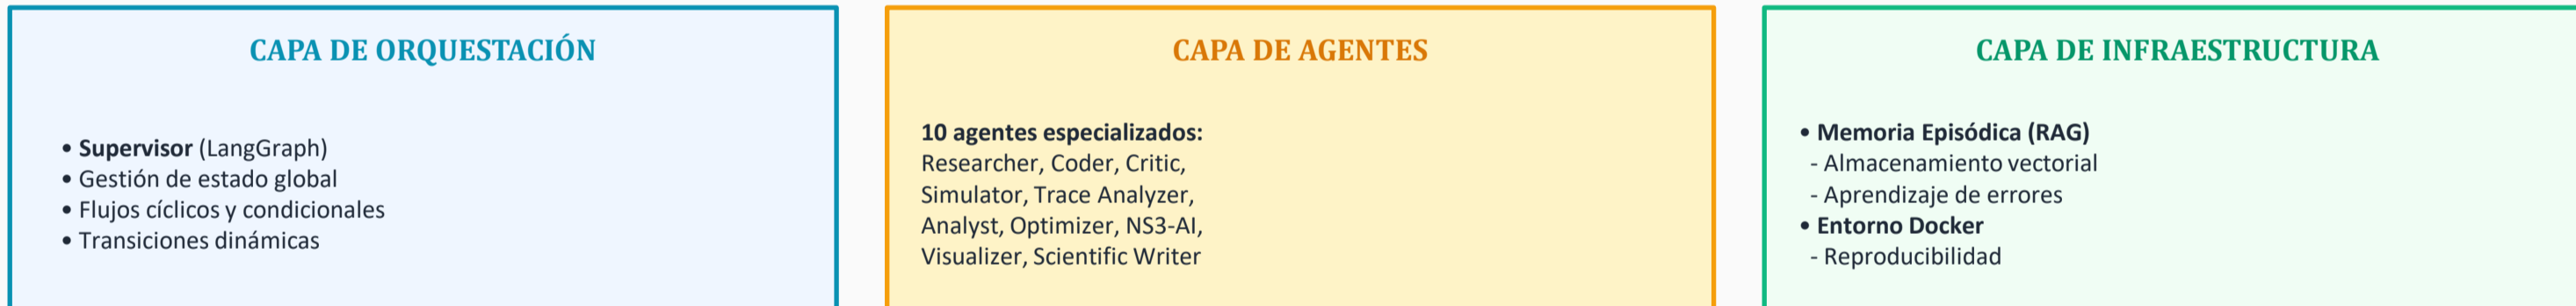 CAPA DE ORQUESTACIÓN
• Supervisor (LangGraph)
• Gestión de estado global
• Flujos cíclicos y condicionales
• Transiciones dinámicas
CAPA DE AGENTES
10 agentes especializados:
Researcher, Coder, Critic,
Simulator, Trace Analyzer,
Analyst, Optimizer, NS3-AI,
Visualizer, Scientific Writer
CAPA DE INFRAESTRUCTURA
• Memoria Episódica (RAG)
- Almacenamiento vectorial
- Aprendizaje de errores
• Entorno Docker
- Reproducibilidad